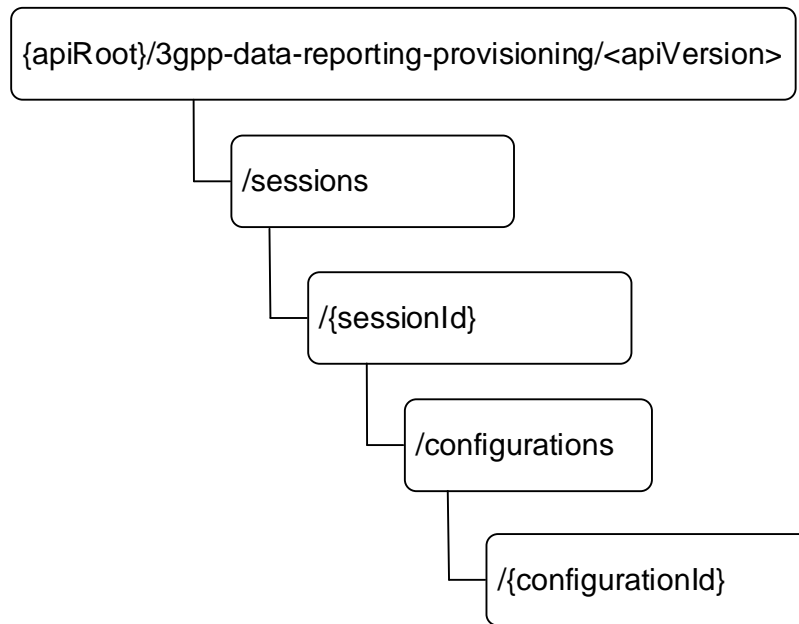 {apiRoot}/3gpp-data-reporting-provisioning/<apiVersion>
/sessions
/{sessionId}
/configurations
/{configurationId}